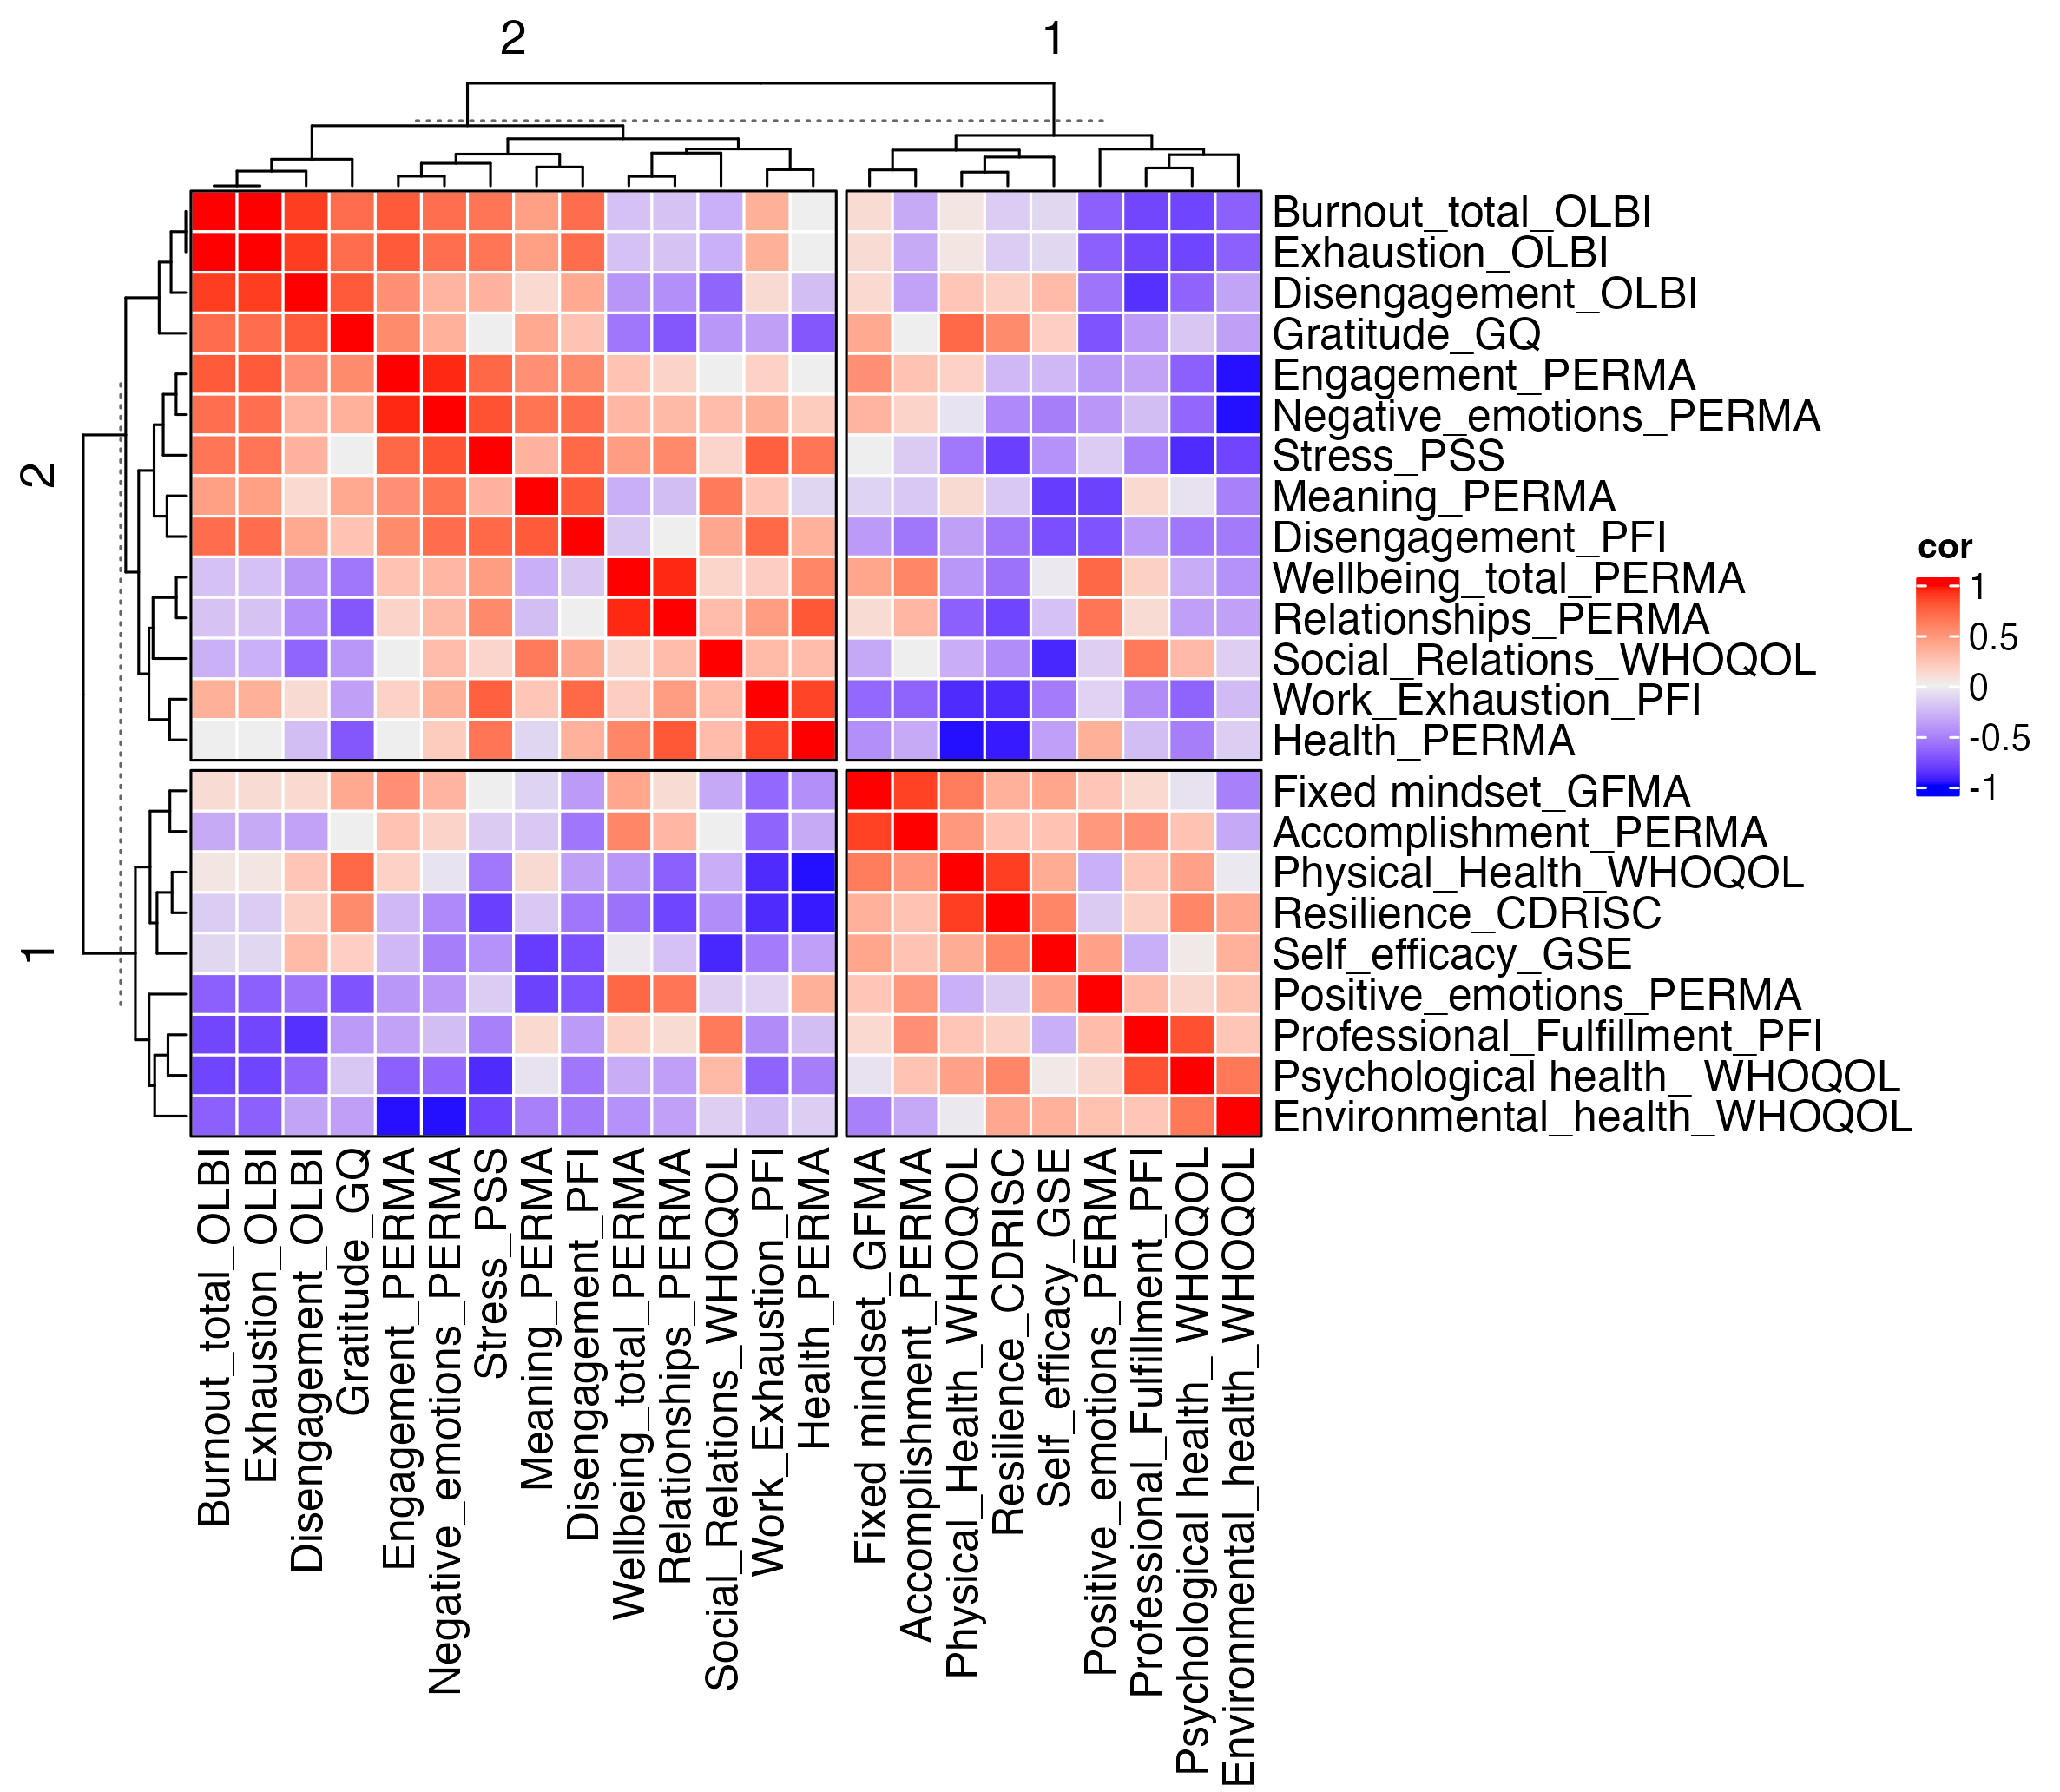 2
1
2
1
Burnout_total_OLBI
Exhaustion_OLBI
Disengagement_OLBI
Gratitude_GQ
Engagement_PERMA
Negative_emotions_PERMA
Stress_PSS
Meaning_PERMA
Disengagement_PFI
Wellbeing_total_PERMA
Relationships_PERMA
Social_Relations_WHOQOL
Work_Exhaustion_PFI
Health_PERMA
Fixed mindset_GFMA
Accomplishment_PERMA
Physical_Health_WHOQOL
Resilience_CDRISC
Self_efficacy_GSE
Positive_emotions_PERMA
Professional_Fulfillment_PFI
Psychological health_ WHOQOL
Environmental_health_WHOQOL
cor
1
0.5
0
-0.5
-1
Burnout_total_OLBI
Exhaustion_OLBI
Disengagement_OLBI
Gratitude_GQ
Engagement_PERMA
Negative_emotions_PERMA
Stress_PSS
Meaning_PERMA
Disengagement_PFI
Wellbeing_total_PERMA
Relationships_PERMA
Social_Relations_WHOQOL
Work_Exhaustion_PFI
Health_PERMA
Fixed mindset_GFMA
Accomplishment_PERMA
Physical_Health_WHOQOL
Resilience_CDRISC
Self_efficacy_GSE
Positive_emotions_PERMA
Professional_Fulfillment_PFI
Psychological health_ WHOQOL
Environmental_health_WHOQOL